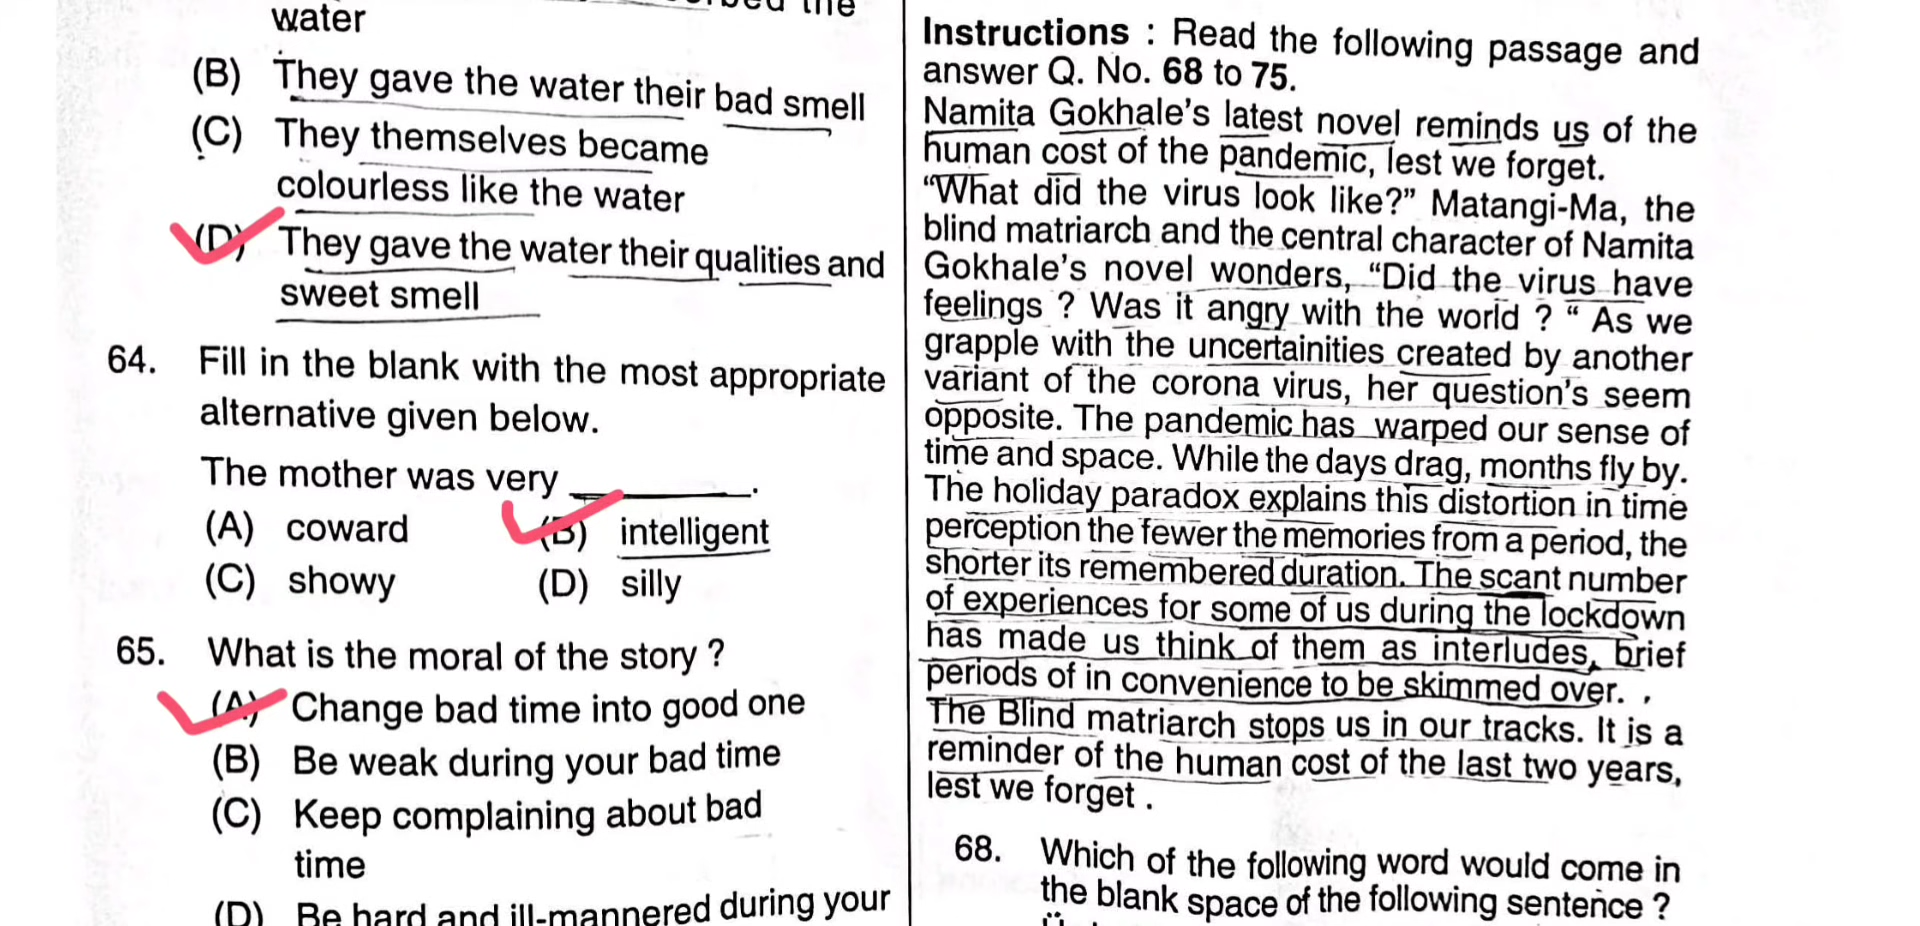 the
water
(B) They gave the water their bad smell
(C) They themselves became
colourless like the water
(D) They gave the water their qualities and
sweet smell
64. Fill in the blank with the most appropriate
alternative given below.
The mother was very ________.
(A) coward (B) intelligent
(C) showy (D) silly
65. What is the moral of the story ?
(A) Change bad time into good one
(B) Be weak during your bad time
(C) Keep complaining about bad
time
(D) Be hard and ill-mannered during your
Instructions : Read the following passage and
answer Q. No. 68 to 75.
Namita Gokhale's latest novel reminds us of the
human cost of the pandemic, lest we forget.
“What did the virus look like?” Matangi-Ma, the
blind matriarch and the central character of Namita
Gokhale's novel wonders, “Did the virus have
feelings ? Was it angry with the world ? “ As we
grapple with the uncertainities created by another
variant of the corona virus, her question's seem
opposite. The pandemic has warped our sense of
time and space. While the days drag, months fly by.
The holiday paradox explains this distortion in time
perception the fewer the memories from a period, the
shorter its remembered duration. The scant number
of experiences for some of us during the lockdown
has made us think of them as interludes, brief
periods of in convenience to be skimmed over.
The Blind matriarch stops us in our tracks. It is a
reminder of the human cost of the last two years,
lest we forget .
68. Which of the following word would come in
the blank space of the following sentence ?